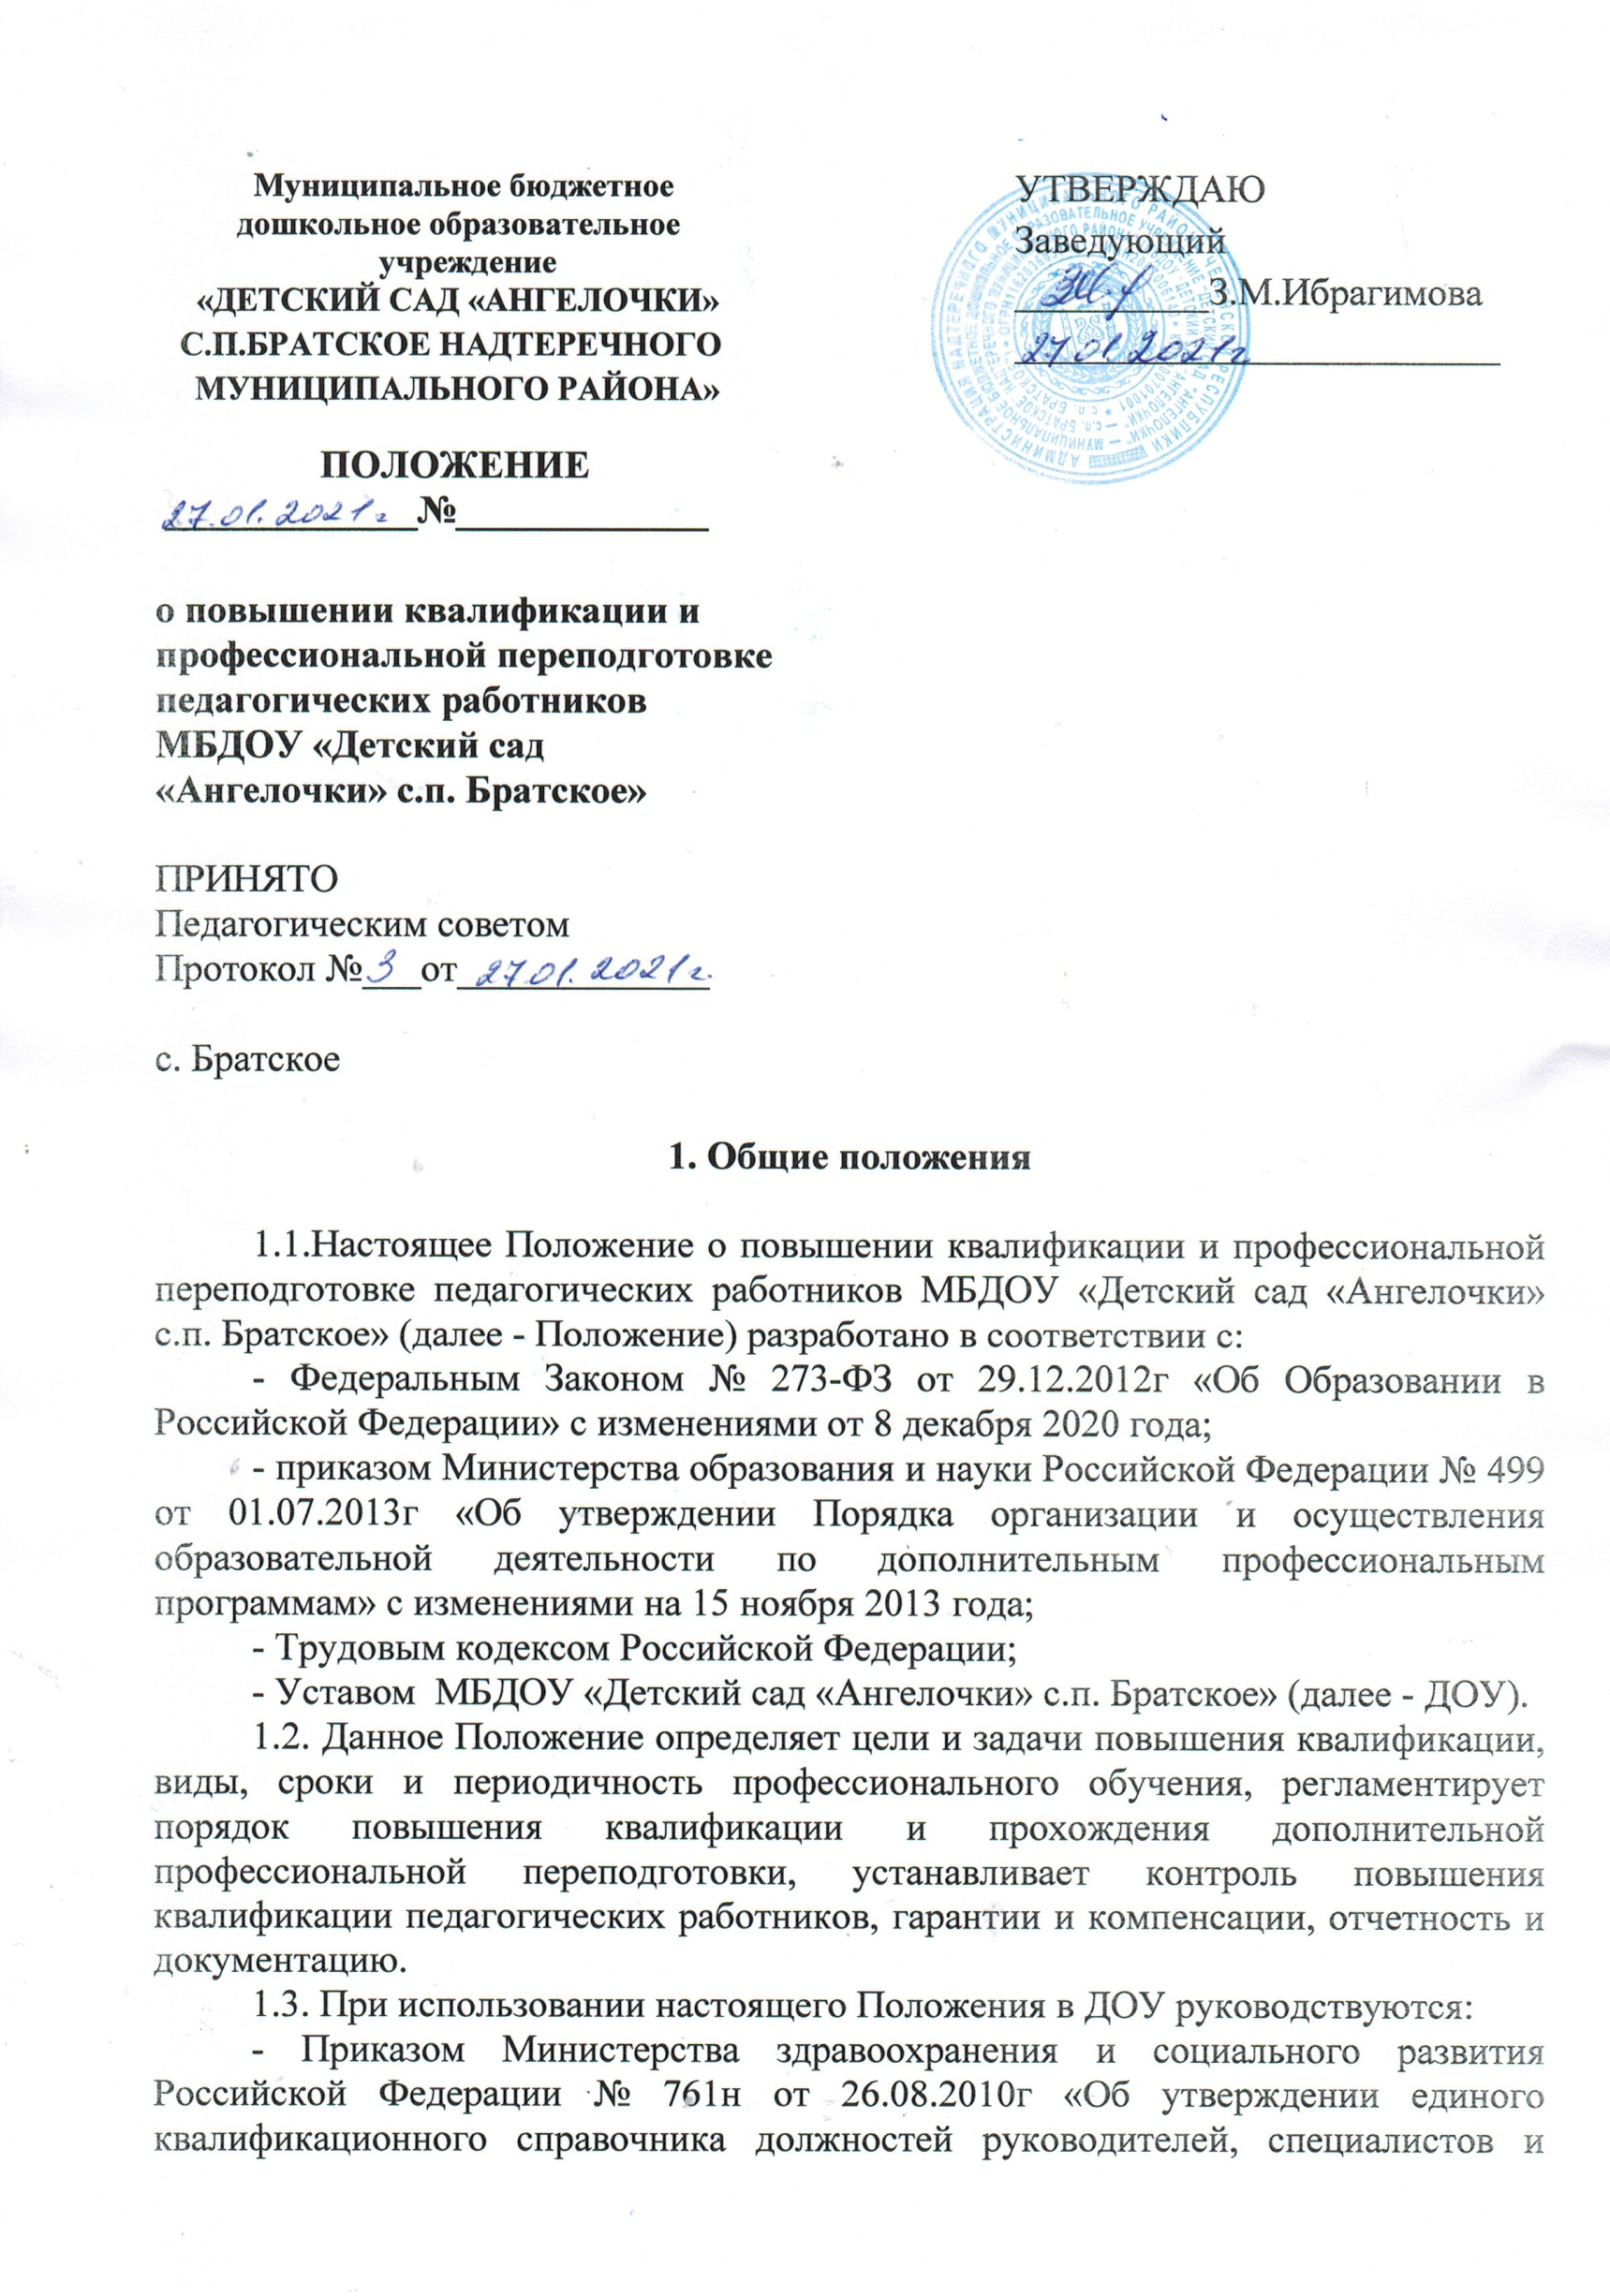 Муниципальное бюджетное
дошкольное образовательное
учреждение
«ДЕТСКИЙ САД «АНГЕЛОЧКИ»
С.П.БРАТСКОЕ НАДТЕРЕЧНОГО
МУНИЦИПАЛЬНОГО РАЙОНА»
УТВЕРЖДАЮ
Заведующий
__________ З.М.Ибрагимова
27.01.2021г
ПОЛОЖЕНИЕ
27.01.2021г №_____________
о повышении квалификации и
профессиональной переподготовке
педагогических работников
МБДОУ «Детский сад
«Ангелочки» с.п. Братское»
ПРИНЯТО
Педагогическим советом
Протокол № 3 от 27.01.2021г.
с. Братское
1. Общие положения
1.1.Настоящее Положение о повышении квалификации и профессиональной
переподготовке педагогических работников МБДОУ «Детский сад «Ангелочки»
с.п. Братское» (далее - Положение) разработано в соответствии с:
- Федеральным Законом № 273-ФЗ от 29.12.2012г «Об Образовании в
Российской Федерации» с изменениями от 8 декабря 2020 года;
- приказом Министерства образования и науки Российской Федерации № 499
от 01.07.2013г «Об утверждении Порядка организации и осуществления
образовательной деятельности по дополнительным профессиональным
программам» с изменениями на 15 ноября 2013 года;
- Трудовым кодексом Российской Федерации;
- Уставом МБДОУ «Детский сад «Ангелочки» с.п. Братское» (далее - ДОУ).
1.2. Данное Положение определяет цели и задачи повышения квалификации,
виды, сроки и периодичность профессионального обучения, регламентирует
порядок повышения квалификации и прохождения дополнительной
профессиональной переподготовки, устанавливает контроль повышения
квалификации педагогических работников, гарантии и компенсации, отчетность и
документацию.
1.3. При использовании настоящего Положения в ДОУ руководствуются:
- Приказом Министерства здравоохранения и социального развития
Российской Федерации № 761н от 26.08.2010г «Об утверждении единого
квалификационного справочника должностей руководителей, специалистов и